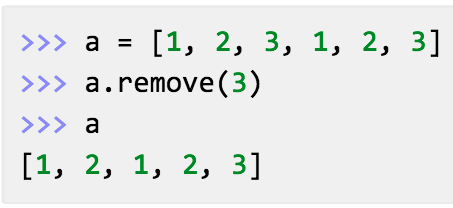 >>> a = [1, 2, 3, 1, 2, 3]
>>> a.remove(3)
>>> a
[1, 2, 1, 2, 3]